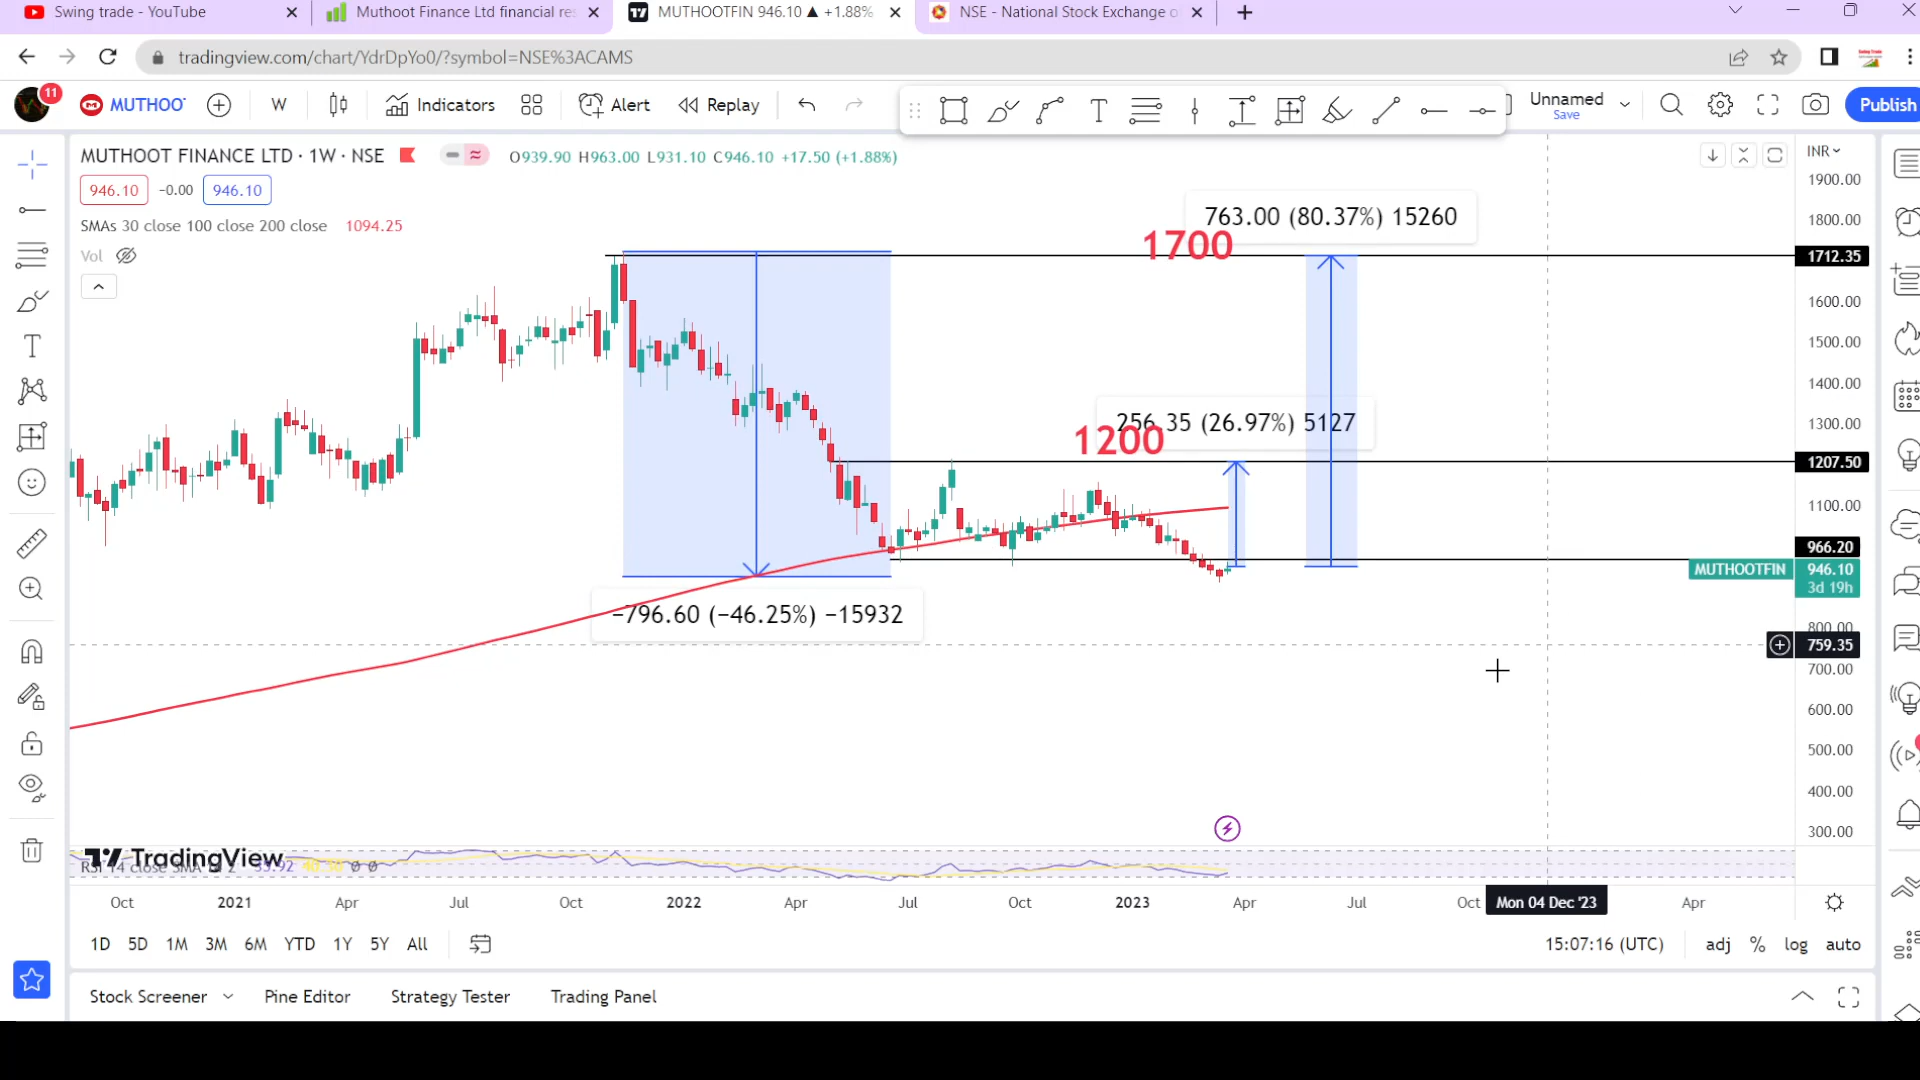 Swing trade - YouTube
Muthoot Finance Ltd financial res
MUTHOOTFIN 946.10 ▲ +1.88%
NSE - National Stock Exchange o
tradingview.com/chart/YdrDpYo0/?symbol=NSE%3ACAMS
11
MUTHOO
W
Indicators
Alert
Replay
Unnamed
Save
Publish
MUTHOOT FINANCE LTD · 1W · NSE
O939.90 H963.00 L931.10 C946.10 +17.50 (+1.88%)
INR
946.10
-0.00
946.10
SMAs 30 close 100 close 200 close 1094.25
Vol
763.00 (80.37%) 15260
1700
256.35 (26.97%) 5127
1200
−796.60 (−46.25%) −15932
1900.00
1800.00
1712.35
1600.00
1500.00
1400.00
1300.00
1207.50
1100.00
966.20
MUTHOOTFIN
946.10
3d 19h
800.00
759.35
700.00
600.00
500.00
400.00
300.00
TradingView
RSI 14 close SMA
Oct
2021
Apr
Jul
Oct
2022
Apr
Jul
Oct
2023
Apr
Jul
Oct
Mon 04 Dec '23
Apr
1D 5D 1M 3M 6M YTD 1Y 5Y All
15:07:16 (UTC)
adj % log auto
Stock Screener
Pine Editor
Strategy Tester
Trading Panel